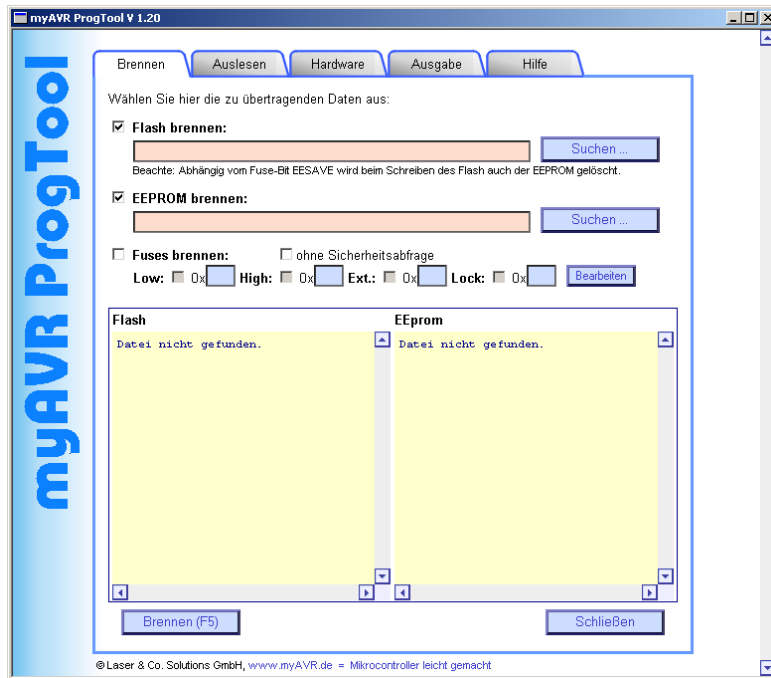 myAVR ProgTool V 1.20
myAVR ProgTool
Brennen Auslesen Hardware Ausgabe Hilfe
Wählen Sie hier die zu übertragenden Daten aus:
Flash brennen:
Suchen ...
Beachte: Abhängig vom Fuse-Bit EESAVE wird beim Schreiben des Flash auch der EEPROM gelöscht.
EEPROM brennen:
Suchen ...
Fuses brennen: ohne Sicherheitsabfrage
Low: 0x High: 0x Ext.: 0x Lock: 0x Bearbeiten
Flash EEprom
Datei nicht gefunden. Datei nicht gefunden.
Brennen (F5) Schließen
© Laser & Co. Solutions GmbH, www.myAVR.de = Mikrocontroller leicht gemacht